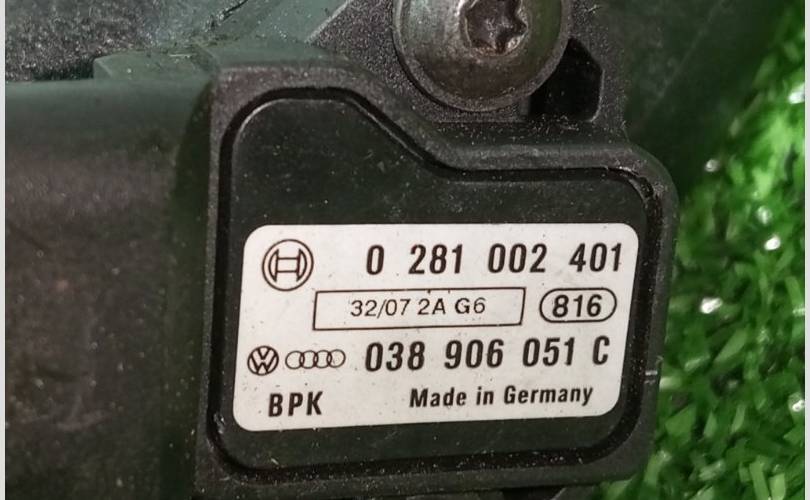 0 281 002 401
32/07 2A G6 816
038 906 051 C
BPK Made in Germany